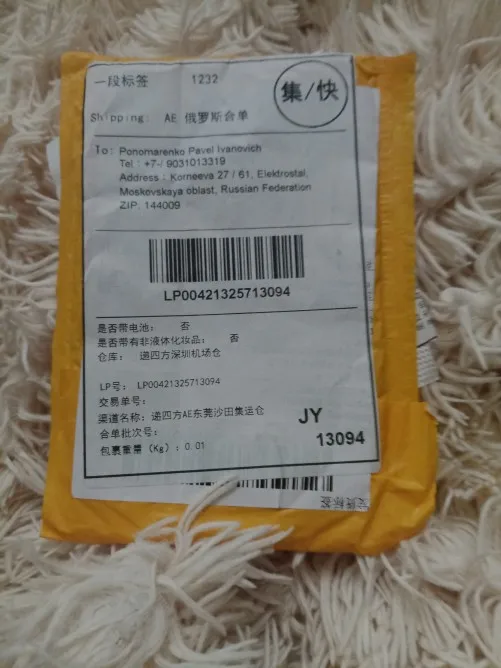 一段标签 1232
集/快
Shipping: AE 俄罗斯合单
To: Ponomarenko Pavel Ivanovich
Tel : +7-/ 9031013319
Address : Korneeva 27 / 61, Elektrostal,
Moskovskaya oblast, Russian Federation
ZIP. 144009
LP00421325713094
是否带电池： 否
是否带有非液体化妆品： 否
仓库： 递四方深圳机场仓
LP号： LP00421325713094
交易单号：
渠道名称：递四方AE东莞沙田集运仓
合单批次号：
包裹重量（Kg）：0.01
JY
13094